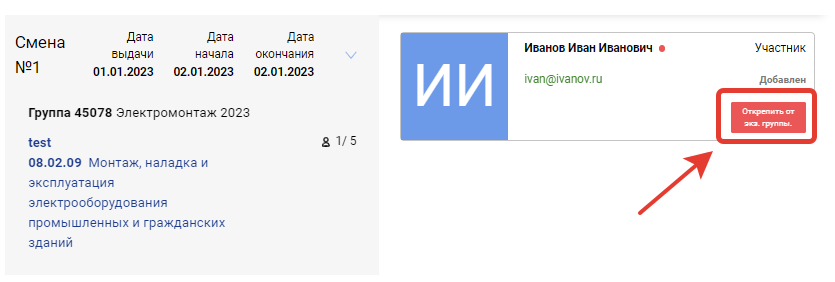 Смена
№1
Дата
выдачи
01.01.2023
Дата
начала
02.01.2023
Дата
окончания
02.01.2023
Группа 45078 Электромонтаж 2023
test
1/ 5
08.02.09 Монтаж, наладка и
эксплуатация
электрооборудования
промышленных и гражданских
зданий
ИИ
Иванов Иван Иванович
Участник
ivan@ivanov.ru
Добавлен
Открепить от
экз. группы.